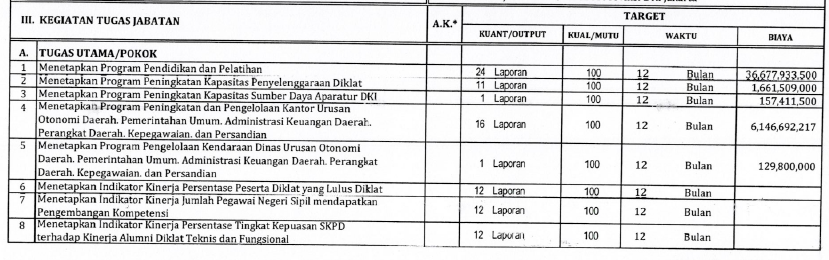 III. KEGIATAN TUGAS JABATAN A.K.* TARGET
KUANT/OUTPUT KUAL/MUTU WAKTU BIAYA
A. TUGAS UTAMA/POKOK
1 Menetapkan Program Pendidikan dan Pelatihan 24 Laporan 100 12 Bulan 36,677,933,500
2 Menetapkan Program Peningkatan Kapasitas Penyelenggaraan Diklat 11 Laporan 100 12 Bulan 1,661,509,000
3 Menetapkan Program Peningkatan Kapasitas Sumber Daya Aparatur DKI 1 Laporan 100 12 Bulan 157,411,500
4 Menetapkan Program Peningkatan dan Pengelolaan Kantor Urusan
Otonomi Daerah. Pemerintahan Umum. Administrasi Keuangan Daerah.
Perangkat Daerah. Kepegawaian. dan Persandian 16 Laporan 100 12 Bulan 6,146,692,217
5 Menetapkan Program Pengelolaan Kendaraan Dinas Urusan Otonomi
Daerah. Pemerintahan Umum. Administrasi Keuangan Daerah. Perangkat
Daerah. Kepegawaian. dan Persandian 1 Laporan 100 12 Bulan 129,800,000
6 Menetapkan Indikator Kinerja Persentase Peserta Diklat yang Lulus Diklat 12 Laporan 100 12 Bulan
7 Menetapkan Indikator Kinerja Jumlah Pegawai Negeri Sipil mendapatkan
Pengembangan Kompetensi 12 Laporan 100 12 Bulan
8 Menetapkan Indikator Kinerja Persentase Tingkat Kepuasan SKPD
terhadap Kinerja Alumni Diklat Teknis dan Fungsional 12 Laporan 100 12 Bulan